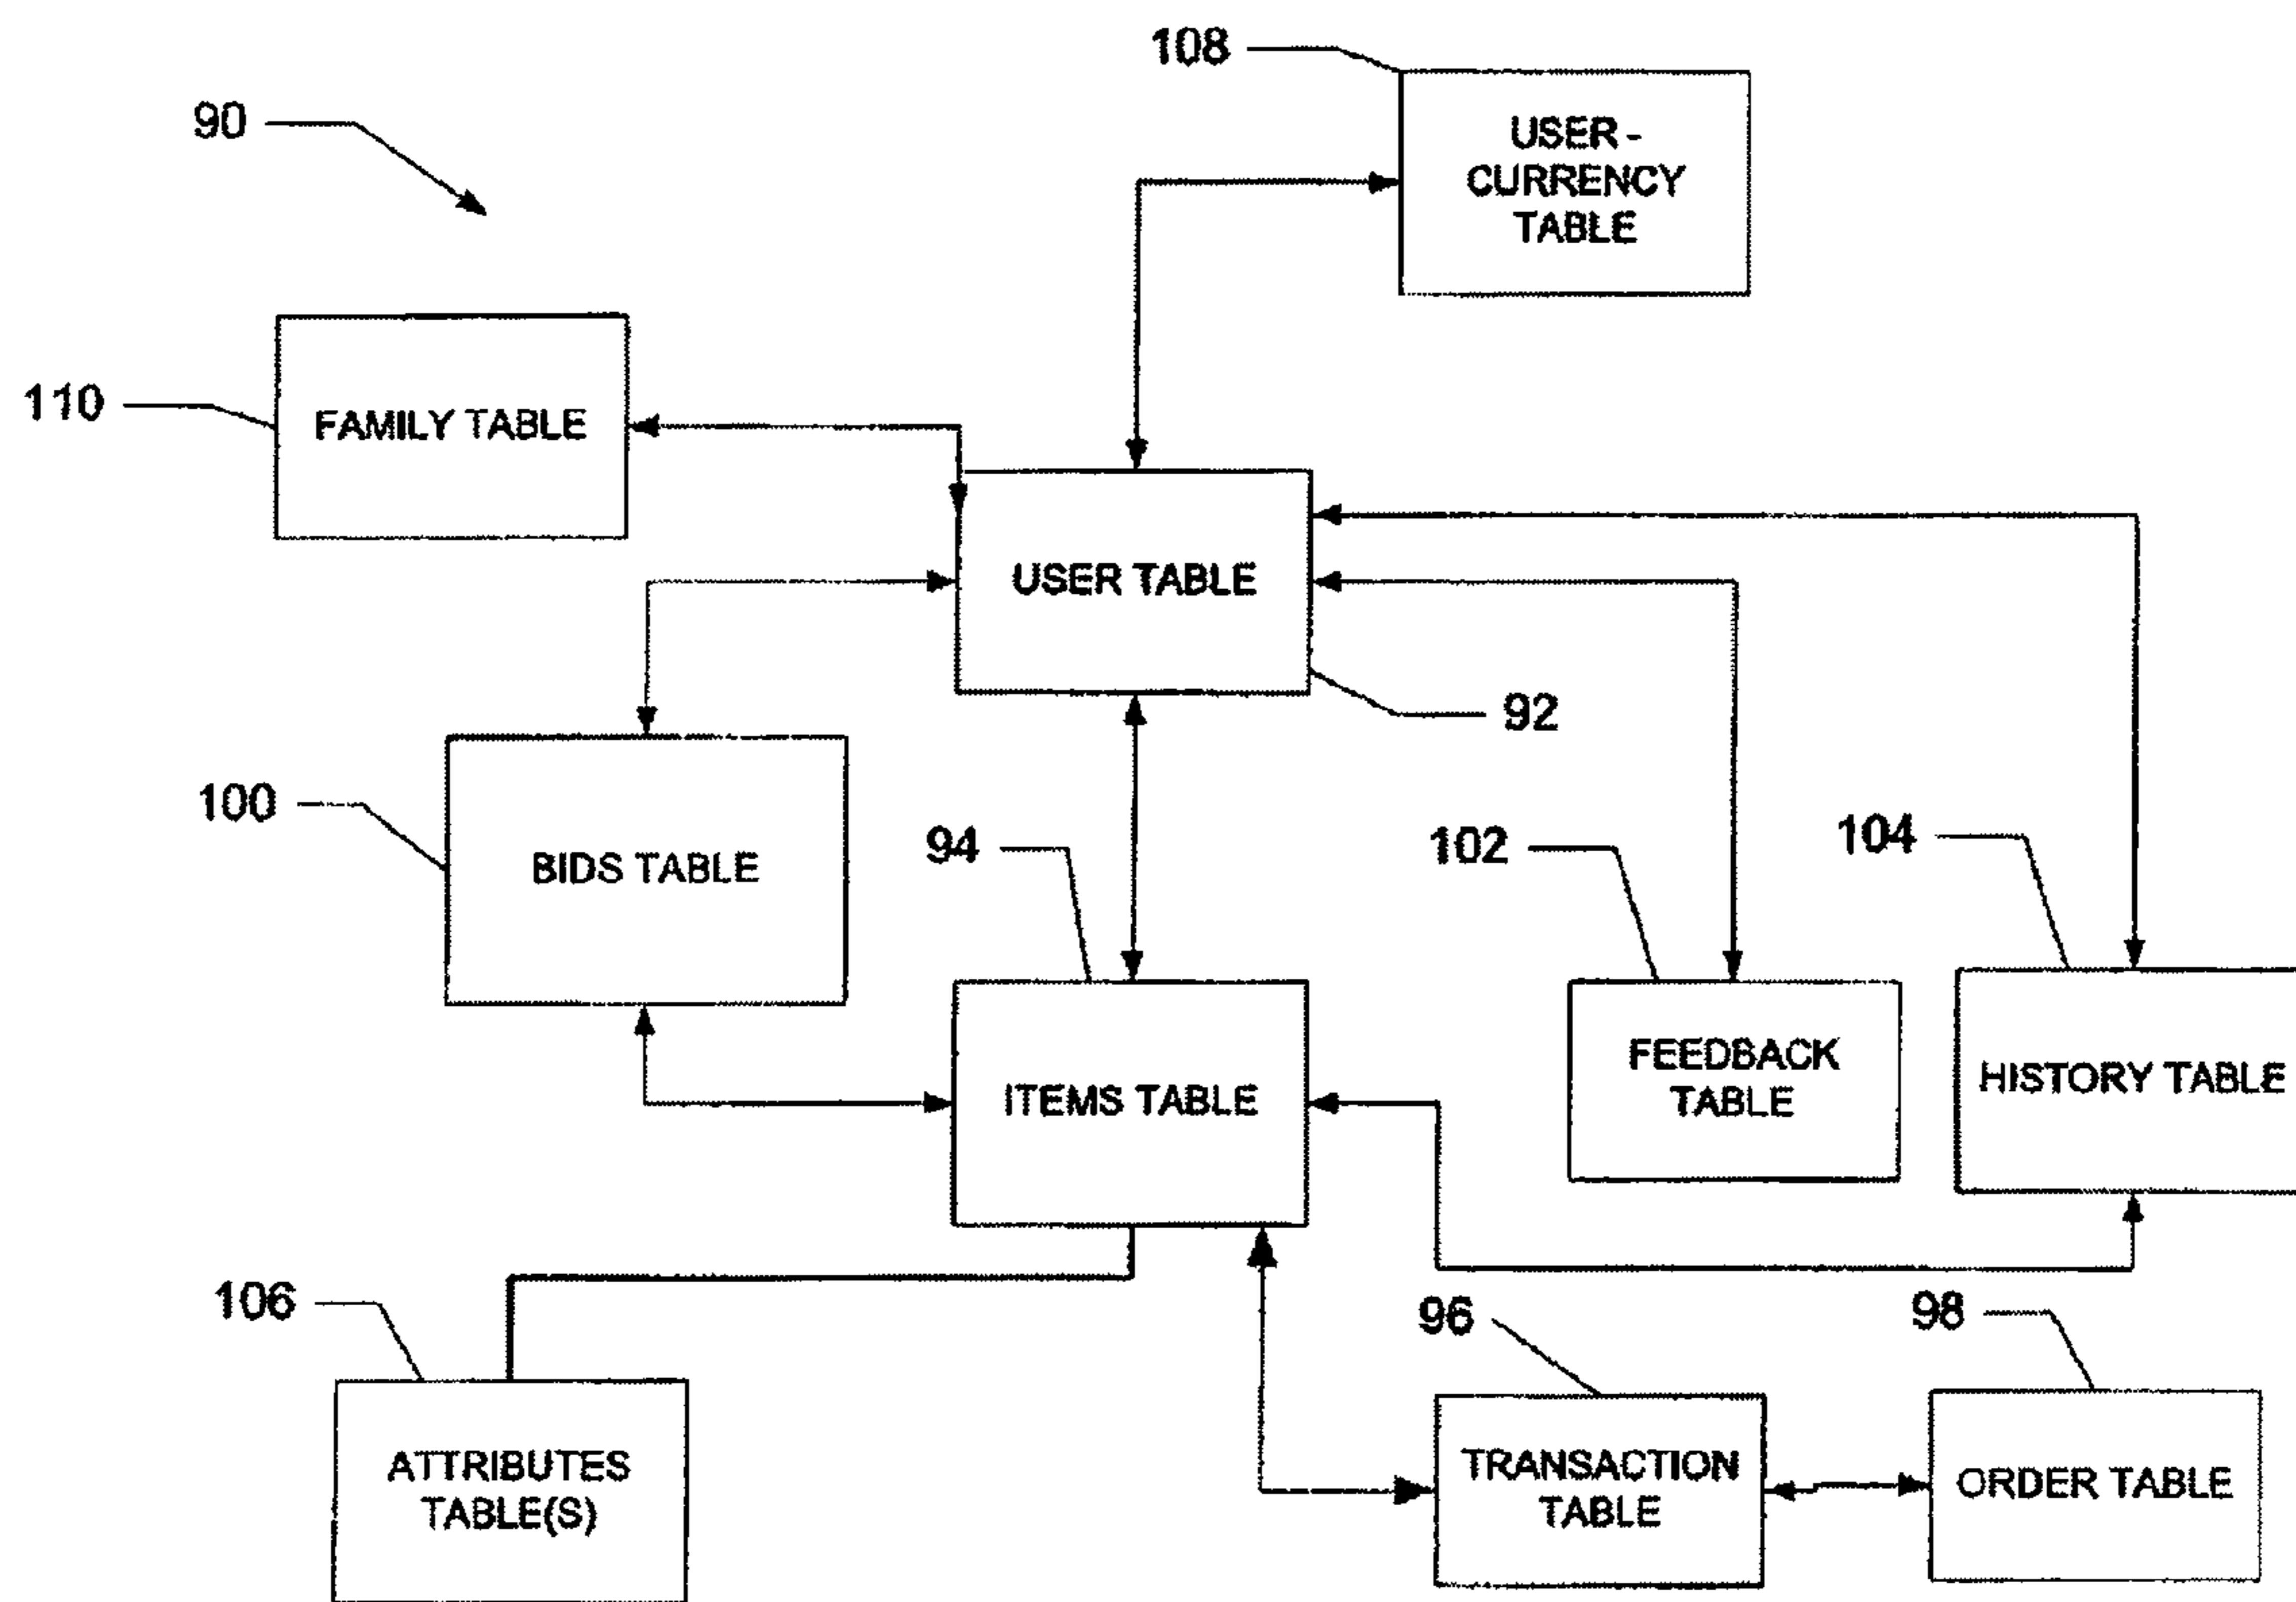 108
90
USER -
CURRENCY
TABLE
110
FAMILY TABLE
USER TABLE
92
100
BIDS TABLE
94
102
104
ITEMS TABLE
FEEDBACK
TABLE
HISTORY TABLE
106
96
98
ATTRIBUTES
TABLE(S)
TRANSACTION
TABLE
ORDER TABLE